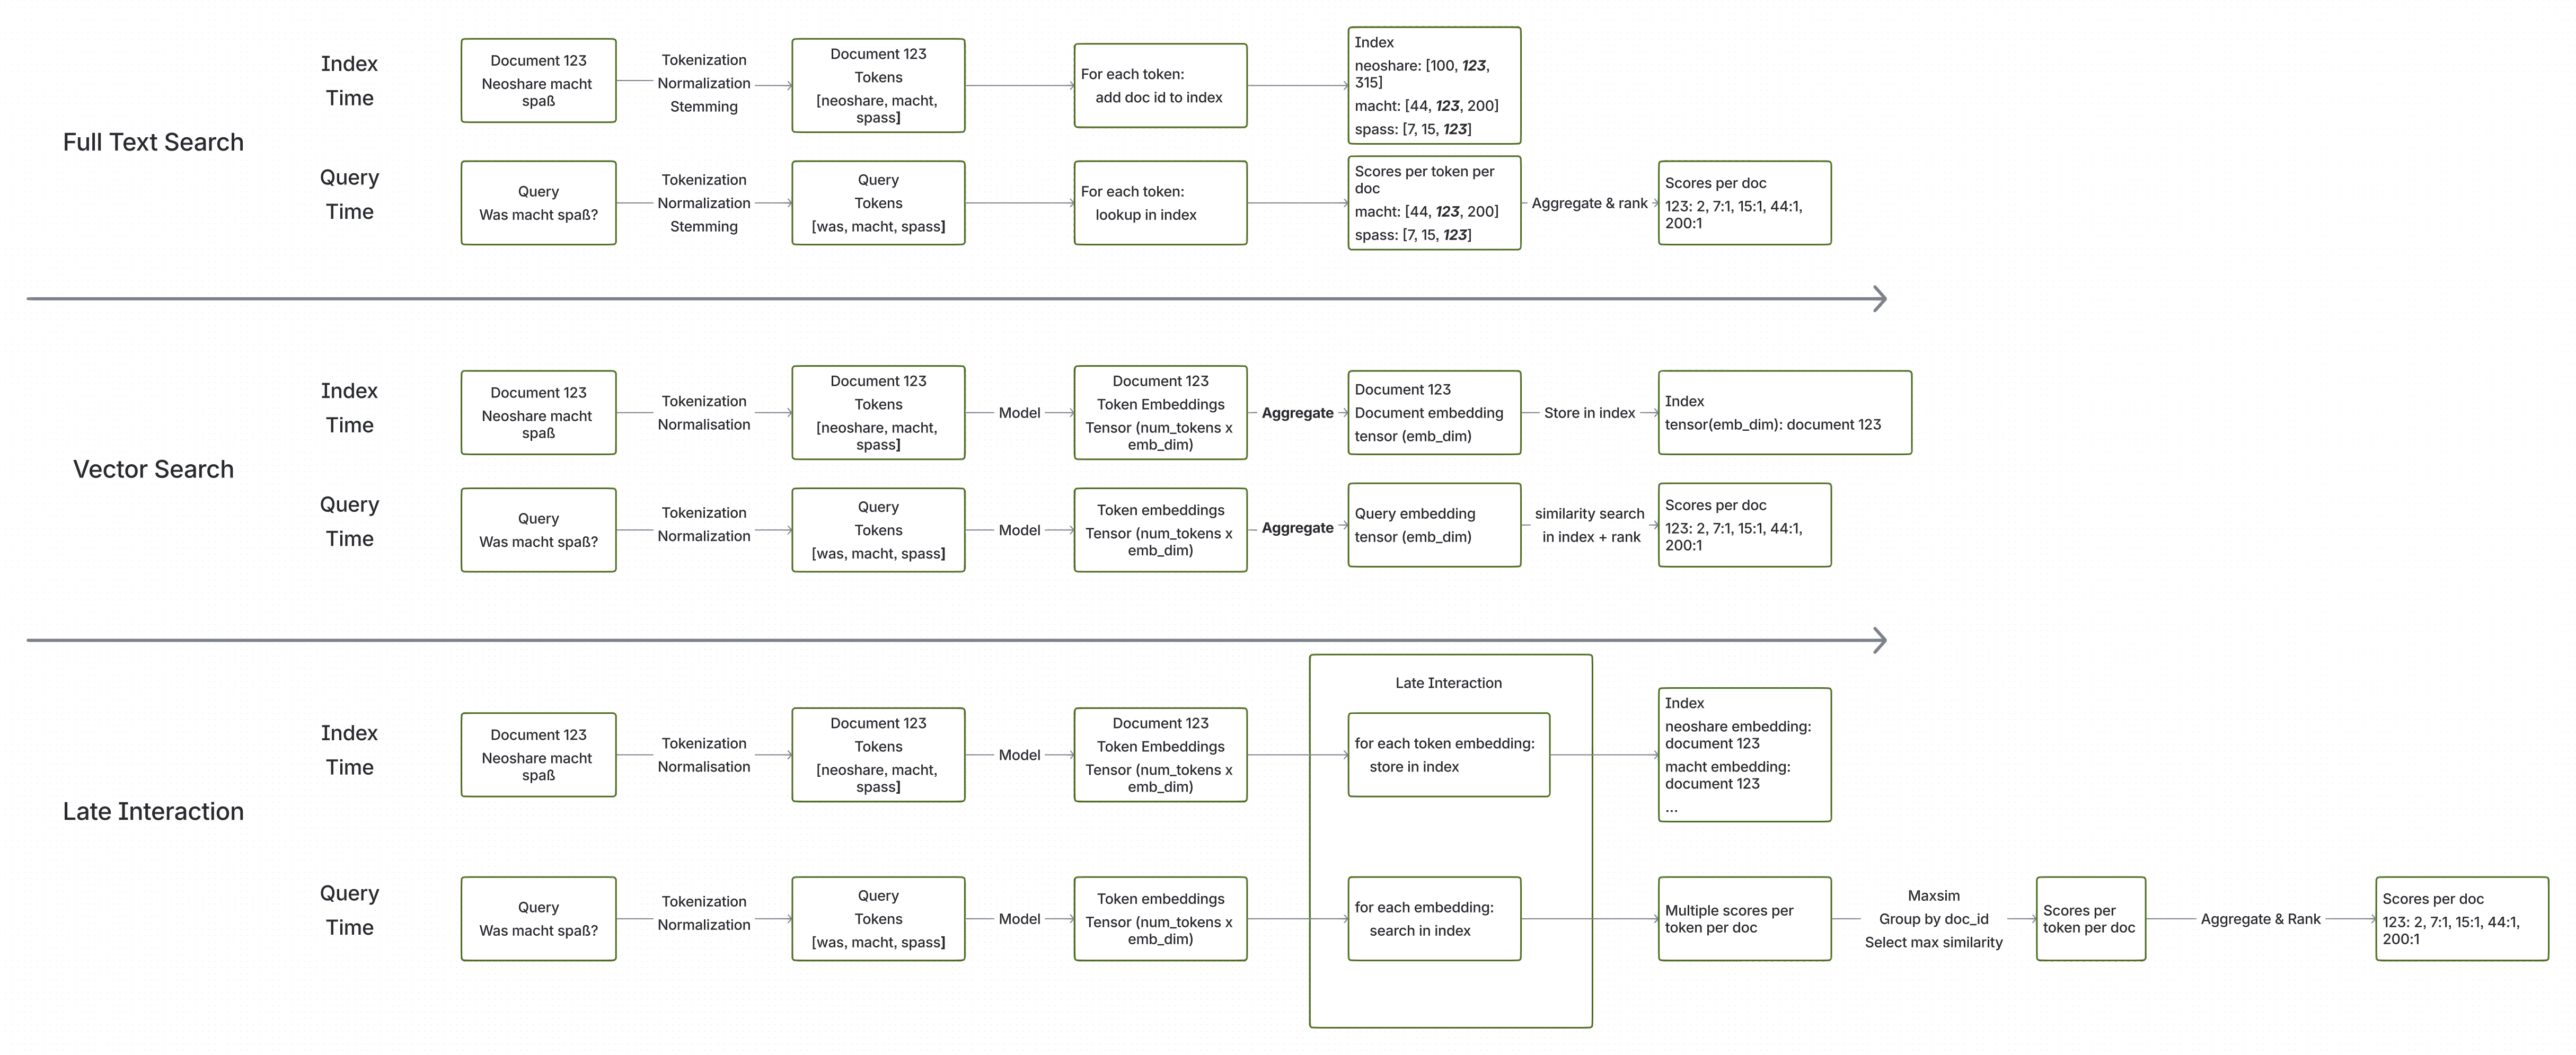 Full Text Search
Index
Time
Document 123
Neoshare macht
spaß
Tokenization
Normalization
Stemming
Document 123
Tokens
[neoshare, macht,
spass]
For each token:
add doc id to index
Index
neoshare: [100, 123,
315]
macht: [44, 123, 200]
spass: [7, 15, 123]
Query
Time
Query
Was macht spaß?
Tokenization
Normalization
Stemming
Query
Tokens
[was, macht, spass]
For each token:
lookup in index
Scores per token per
doc
macht: [44, 123, 200]
spass: [7, 15, 123]
Aggregate & rank
Scores per doc
123: 2, 7:1, 15:1, 44:1,
200:1
Vector Search
Index
Time
Document 123
Neoshare macht
spaß
Tokenization
Normalisation
Document 123
Tokens
[neoshare, macht,
spass]
Model
Document 123
Token Embeddings
Tensor (num_tokens x
emb_dim)
Aggregate
Document 123
Document embedding
tensor (emb_dim)
Store in index
Index
tensor(emb_dim): document 123
Query
Time
Query
Was macht spaß?
Tokenization
Normalization
Query
Tokens
[was, macht, spass]
Model
Token embeddings
Tensor (num_tokens x
emb_dim)
Aggregate
Query embedding
tensor (emb_dim)
similarity search
in index + rank
Scores per doc
123: 2, 7:1, 15:1, 44:1,
200:1
Late Interaction
Late Interaction
Index
Time
Document 123
Neoshare macht
spaß
Tokenization
Normalisation
Document 123
Tokens
[neoshare, macht,
spass]
Model
Document 123
Token Embeddings
Tensor (num_tokens x
emb_dim)
for each token embedding:
store in index
Index
neoshare embedding:
document 123
macht embedding:
document 123
...
Query
Time
Query
Was macht spaß?
Tokenization
Normalization
Query
Tokens
[was, macht, spass]
Model
Token embeddings
Tensor (num_tokens x
emb_dim)
for each embedding:
search in index
Multiple scores per
token per doc
Maxsim
Group by doc_id
Select max similarity
Scores per
token per doc
Aggregate & Rank
Scores per doc
123: 2, 7:1, 15:1, 44:1,
200:1